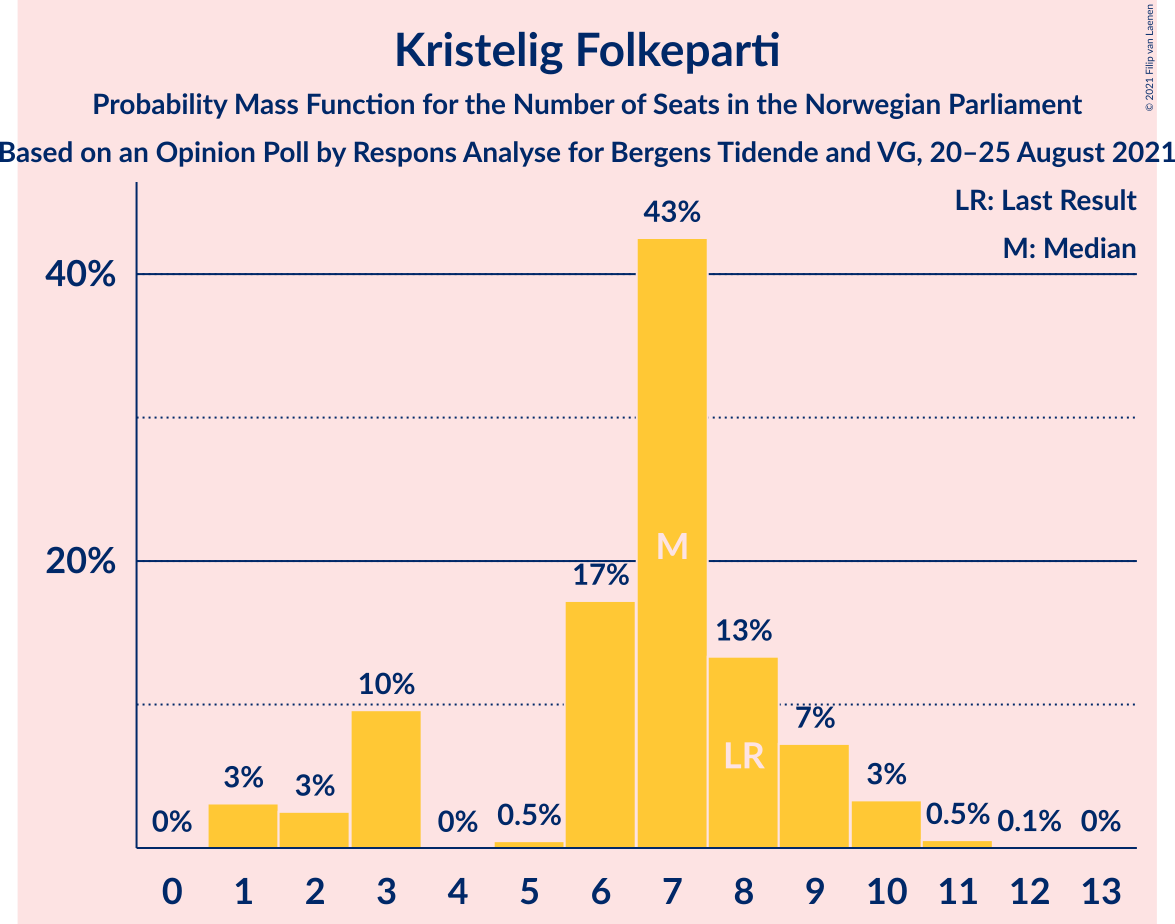 Kristelig Folkeparti
Probability Mass Function for the Number of Seats in the Norwegian Parliament
Based on an Opinion Poll by Respons Analyse for Bergens Tidende and VG, 20–25 August 2021
© 2021 Filip van Laenen
LR: Last Result
M: Median
43%
40%
M
20%
17%
13%
10%
7%
LR
3%
3%
3%
0%
0%
0.5%
0.5%
0.1%
0%
0 1 2 3 4 5 6 7 8 9 10 11 12 13